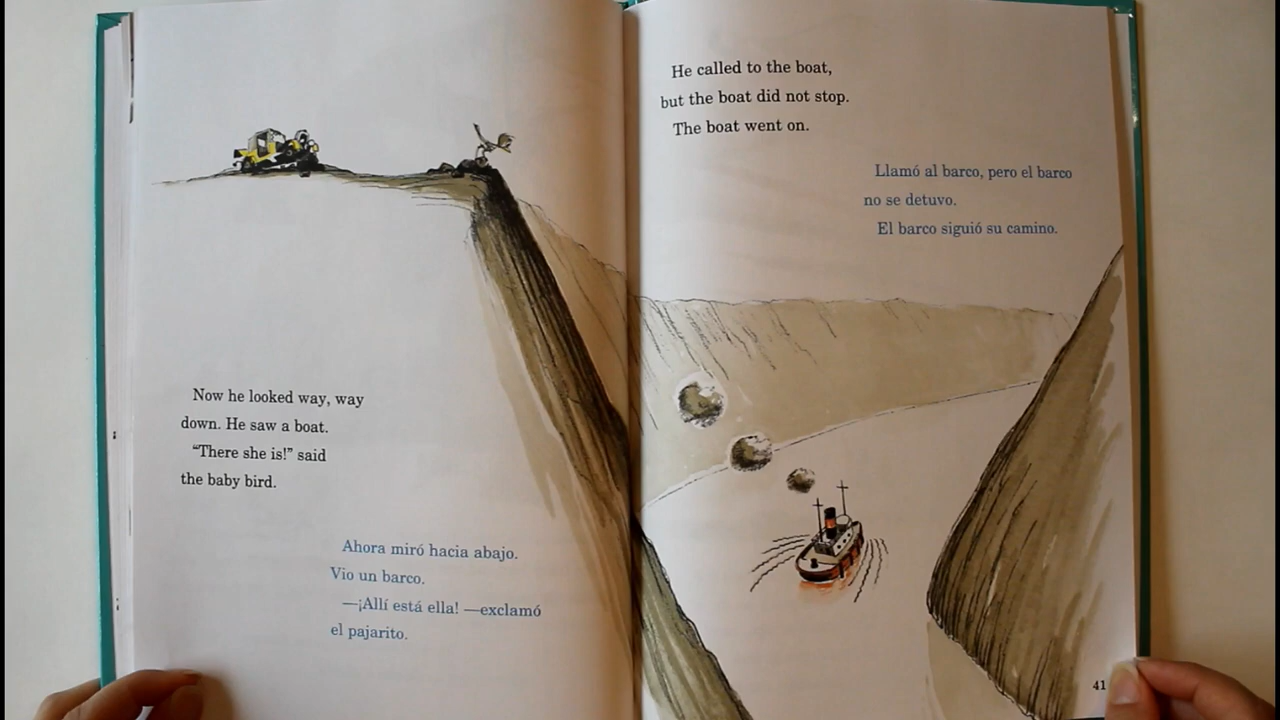 Now he looked way, way
down. He saw a boat.
“There she is!” said
the baby bird.
Ahora miró hacia abajo.
Vio un barco.
—¡Allí está ella! —exclamó
el pajarito.
He called to the boat,
but the boat did not stop.
The boat went on.
Llamó al barco, pero el barco
no se detuvo.
El barco siguió su camino.
41